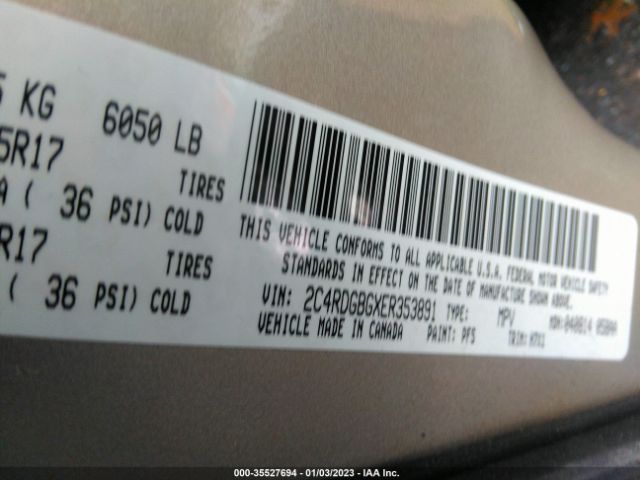 5 KG 6050 LB
5R17 TIRES
A ( 36 PSI) COLD
R17 TIRES
( 36 PSI) COLD
THIS VEHICLE CONFORMS TO ALL APPLICABLE U.S.A. FEDERAL MOTOR VEHICLE SAFETY
STANDARDS IN EFFECT ON THE DATE OF MANUFACTURE SHOWN ABOVE.
VIN: 2C4RDGBGXER353891 TYPE: MPV
VEHICLE MADE IN CANADA PAINT: PFS TRIM:
000-35527694 | 01/03/2023 - IAA Inc.